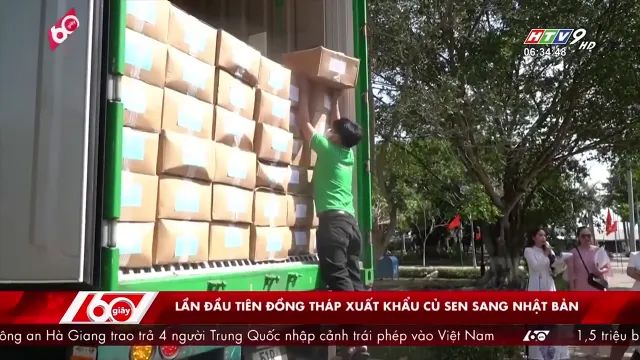 60
HTV9 HD
06:34:48
60 giây
LẦN ĐẦU TIÊN ĐỒNG THÁP XUẤT KHẨU CỦ SEN SANG NHẬT BẢN
ông an Hà Giang trao trả 4 người Trung Quốc nhập cảnh trái phép vào Việt Nam 60 1,5 triệu b
51D